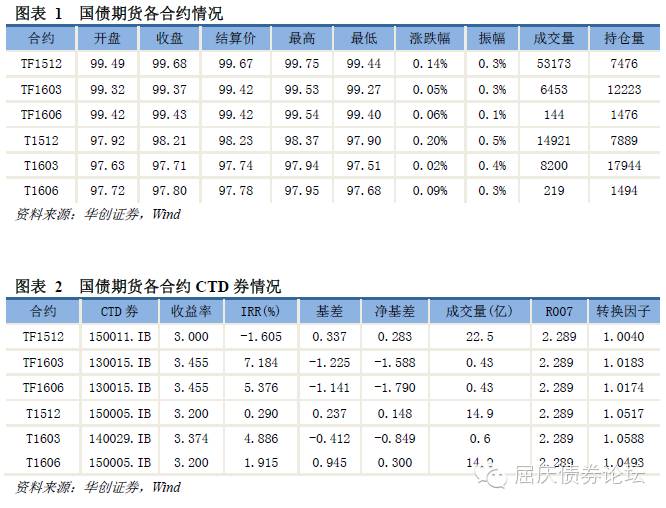 图表 1 国债期货各合约情况
合约 开盘 收盘 结算价 最高 最低 涨跌幅 振幅 成交量 持仓量
TF1512 99.49 99.68 99.67 99.75 99.44 0.14% 0.3% 53173 7476
TF1603 99.32 99.37 99.42 99.53 99.27 0.05% 0.3% 6453 12223
TF1606 99.42 99.43 99.42 99.54 99.40 0.06% 0.1% 144 1476
T1512 97.92 98.21 98.23 98.37 97.90 0.20% 0.5% 14921 7889
T1603 97.63 97.71 97.74 97.94 97.51 0.02% 0.4% 8200 17944
T1606 97.72 97.80 97.78 97.95 97.68 0.09% 0.3% 219 1494
资料来源：华创证券，Wind
图表 2 国债期货各合约 CTD 券情况
合约 CTD 券 收益率 IRR(%) 基差 净基差 成交量(亿) R007 转换因子
TF1512 150011.IB 3.000 -1.605 0.337 0.283 22.5 2.289 1.0040
TF1603 130015.IB 3.455 7.184 -1.225 -1.588 0.43 2.289 1.0183
TF1606 130015.IB 3.455 5.376 -1.141 -1.790 0.43 2.289 1.0174
T1512 150005.IB 3.200 0.290 0.237 0.148 14.9 2.289 1.0517
T1603 140029.IB 3.374 4.886 -0.412 -0.849 0.6 2.289 1.0588
T1606 150005.IB 3.200 1.915 0.945 0.300 14.9 2.289 1.0493
资料来源：华创证券，Wind
屈庆债券论坛